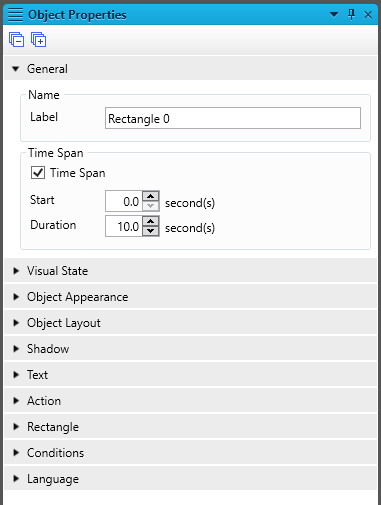 Object Properties
General
Name
Label Rectangle 0
Time Span
Time Span
Start 0.0 second(s)
Duration 10.0 second(s)
Visual State
Object Appearance
Object Layout
Shadow
Text
Action
Rectangle
Conditions
Language